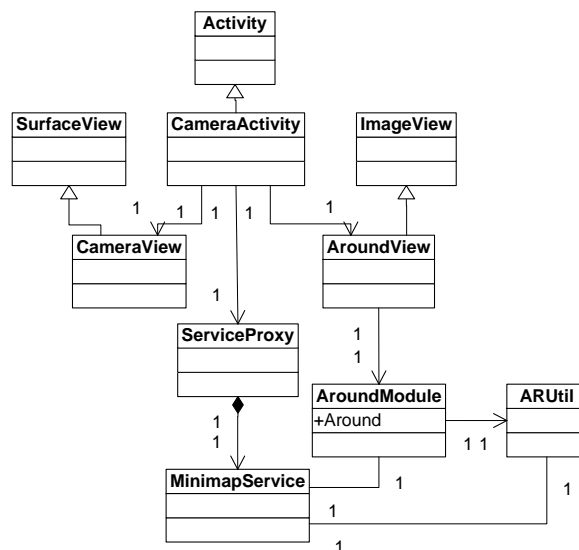 Activity
SurfaceView
CameraActivity
ImageView
1
1
1
1
1
CameraView
AroundView
1
ServiceProxy
1
1
AroundModule
ARUtil
+Around
1
1
1 1
MinimapService
1
1
1
1